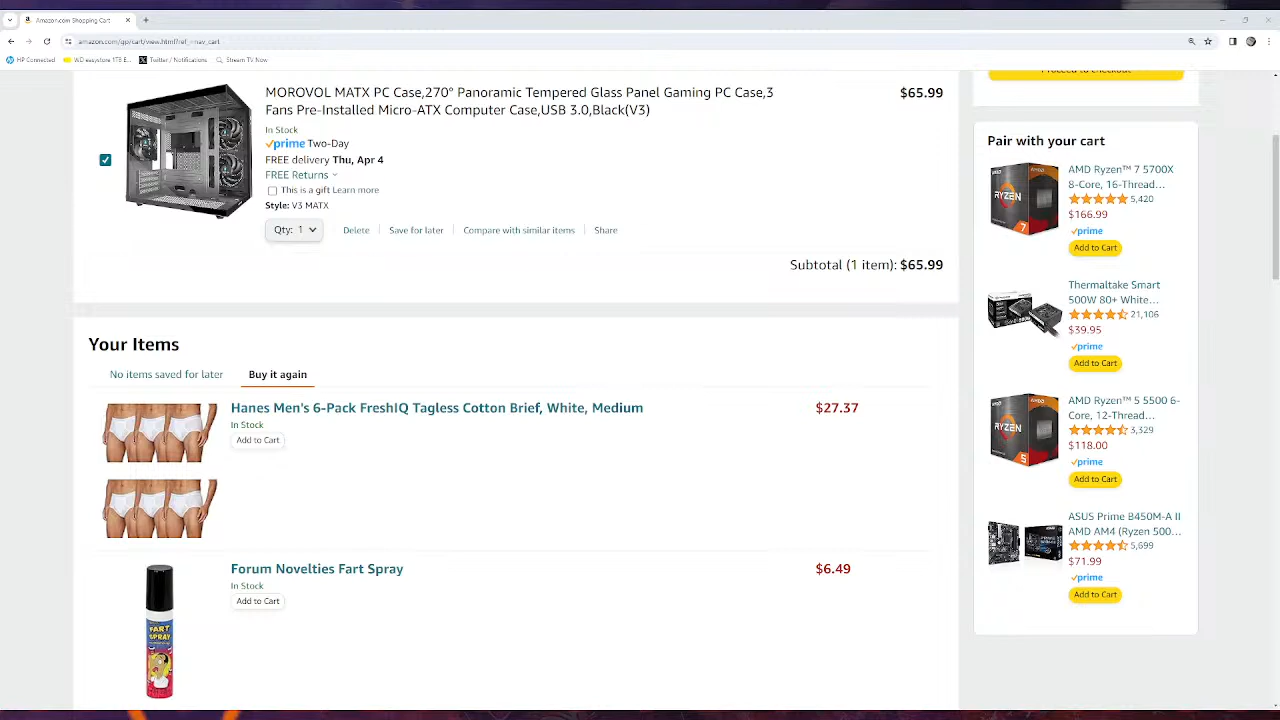 Amazon.com Shopping Cart
amazon.com/gp/cart/view.html?ref_=nav_cart
HP Connected
WD easystore 1TB E...
Twitter / Notifications
Stream TV Now
MOROVOL MATX PC Case,270° Panoramic Tempered Glass Panel Gaming PC Case,3
Fans Pre-Installed Micro-ATX Computer Case,USB 3.0,Black(V3)
$65.99
In Stock
prime Two-Day
FREE delivery Thu, Apr 4
FREE Returns
This is a gift Learn more
Style: V3 MATX
Qty: 1
Delete
Save for later
Compare with similar items
Share
Subtotal (1 item): $65.99
Your Items
No items saved for later
Buy it again
Hanes Men's 6-Pack FreshIQ Tagless Cotton Brief, White, Medium
$27.37
In Stock
Add to Cart
Forum Novelties Fart Spray
$6.49
In Stock
Add to Cart
FART
SPRAY
Proceed to checkout
Pair with your cart
AMD Ryzen™ 7 5700X
8-Core, 16-Thread...
5,420
$166.99
prime
Add to Cart
RYZEN
7
Thermaltake Smart
500W 80+ White...
21,106
$39.95
prime
Add to Cart
AMD Ryzen™ 5 5500 6-
Core, 12-Thread...
3,329
$118.00
prime
Add to Cart
RYZEN
5
ASUS Prime B450M-A II
AMD AM4 (Ryzen 500...
5,699
$71.99
prime
Add to Cart